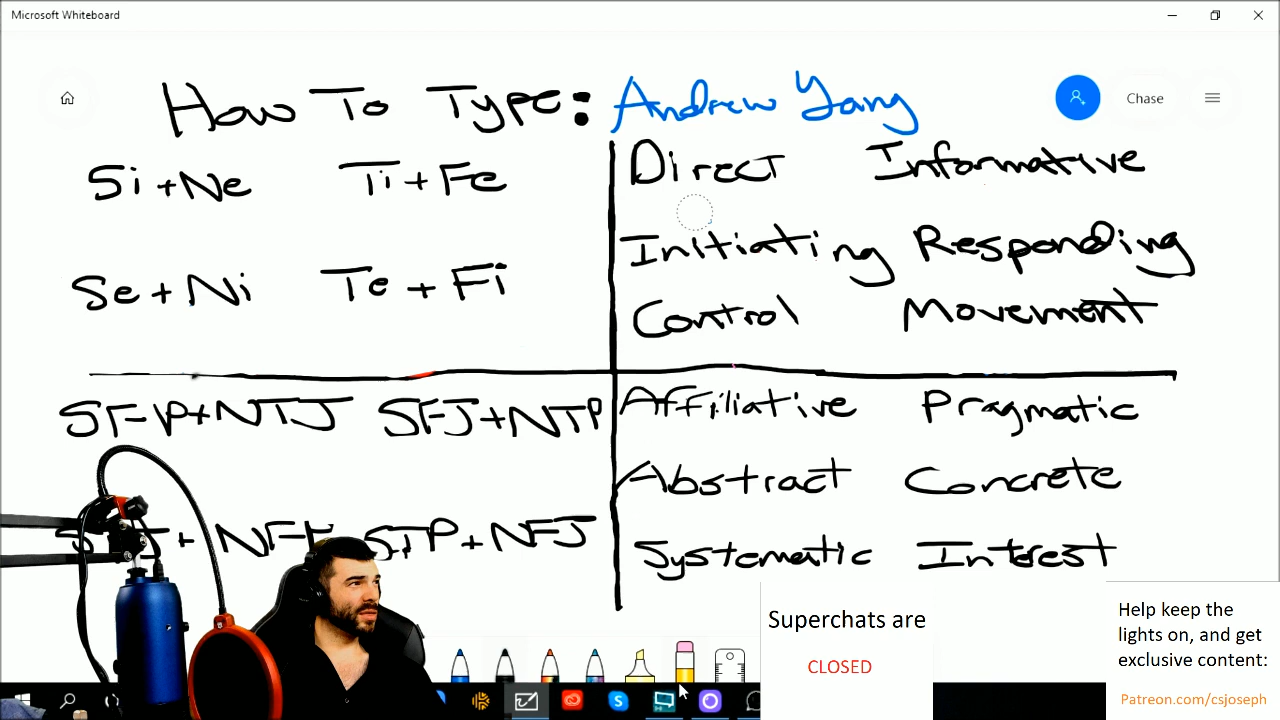 Microsoft Whiteboard
How To Type: Andrew Yang
Chase
Si + Ne Ti + Fe
Se + Ni Te + Fi
Direct Informative
Initiating Responding
Control Movement
SFP + NTJ SFJ + NTP
+ NFP STP + NFJ
Affiliative Pragmatic
Abstract Concrete
Systematic Interest
Superchats are
CLOSED
Help keep the
lights on, and get
exclusive content:
Patreon.com/csjoseph